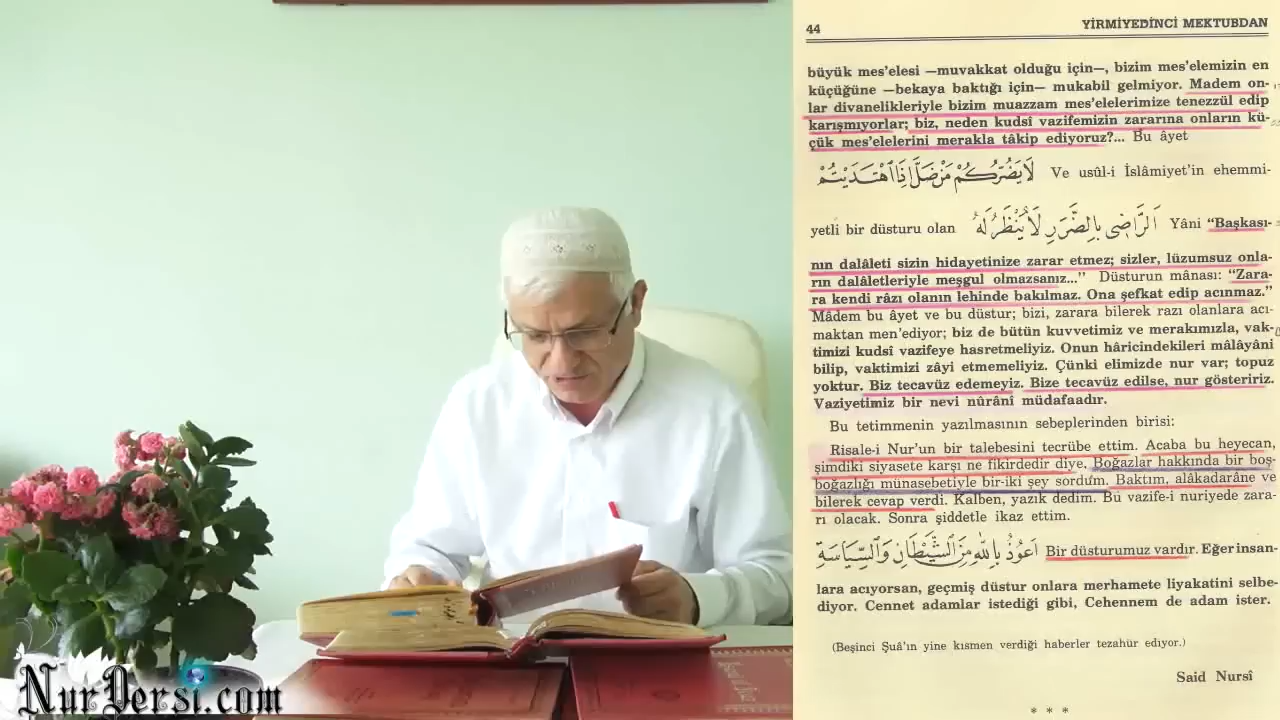 44
YİRMİYEDİNCİ MEKTUBDAN
büyük mes'elesi —muvakkat olduğu için—, bizim mes'elemizin en
küçüğüne —bekaya baktığı için— mukabil gelmiyor. Madem on-
lar divanelikleriyle bizim muazzam mes'elelerimize tenezzül edip
karışmıyorlar; biz, neden kudsî vazifemizin zararına onların kü-
çük mes'elelerini merakla tâkip ediyoruz?... Bu âyet
لَا يَضُرُّكُمْ مَنْ ضَلَّ اِذَا اهْتَدَيْتُمْ Ve usûl-i İslâmiyet'in ehemmi-
yetli bir düsturu olan اَلرَّاضِى بِالضَّرَرِ لَا يُنْظَرُ لَهُ Yâni “Başkası-
nın dalâleti sizin hidayetinize zarar etmez; sizler, lüzumsuz onla-
rın dalâletleriyle meşgul olmazsanız...” Düsturun mânası: “Zara-
ra kendi râzı olanın lehinde bakılmaz. Ona şefkat edip acınmaz.”
Mâdem bu âyet ve bu düstur; bizi, zarara bilerek razı olanlara acı-
maktan men'ediyor; biz de bütün kuvvetimiz ve merakımızla, vak-
timizi kudsî vazifeye hasretmeliyiz. Onun hâricindekileri mâlâyâni
bilip, vaktimizi zâyi etmemeliyiz. Çünki elimizde nur var; topuz
yoktur. Biz tecavüz edemeyiz. Bize tecavüz edilse, nur gösteririz.
Vaziyetimiz bir nevi nûrânî müdafaadır.
Bu tetimmenin yazılmasının sebeplerinden birisi:
Risale-i Nur'un bir talebesini tecrübe ettim. Acaba bu heyecan,
şimdiki siyasete karşı ne fikirdedir diye, Boğazlar hakkında bir boş-
boğazlığı münasebetiyle bir-iki şey sordum. Baktım, alâkadarâne ve
bilerek cevap verdi. Kalben, yazık dedim. Bu vazife-i nuriyede zara-
rı olacak. Sonra şiddetle ikaz ettim.
اَعُوذُ بِاللّٰهِ مِنَ الشَّيْطَانِ وَالسِّيَاسَةِ Bir düsturumuz vardır. Eğer insan-
lara acıyorsan, geçmiş düstur onlara merhamete liyakatini selbe-
diyor. Cennet adamlar istediği gibi, Cehennem de adam ister.
(Beşinci Şuâ'ın yine kısmen verdiği haberler tezahür ediyor.)
Said Nursî
* * *
NurDersi.com